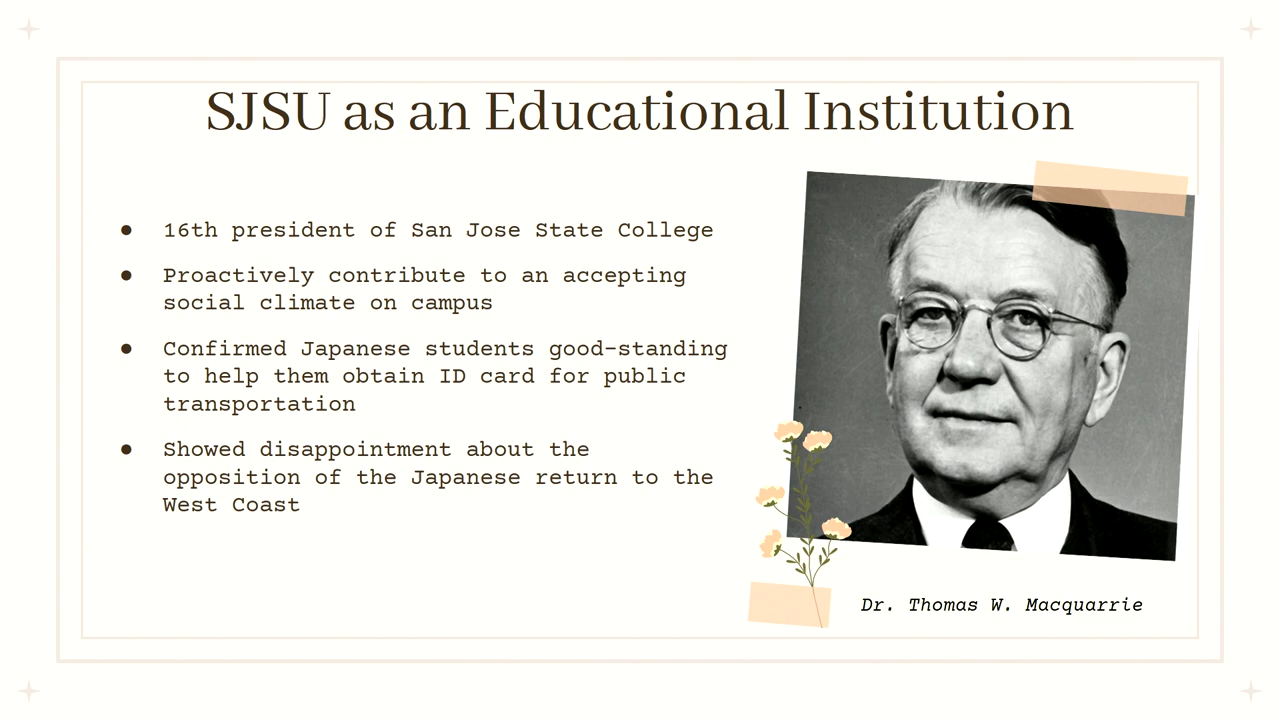 SJSU as an Educational Institution
● 16th president of San Jose State College
● Proactively contribute to an accepting
social climate on campus
● Confirmed Japanese students good-standing
to help them obtain ID card for public
transportation
● Showed disappointment about the
opposition of the Japanese return to the
West Coast
Dr. Thomas W. Macquarrie